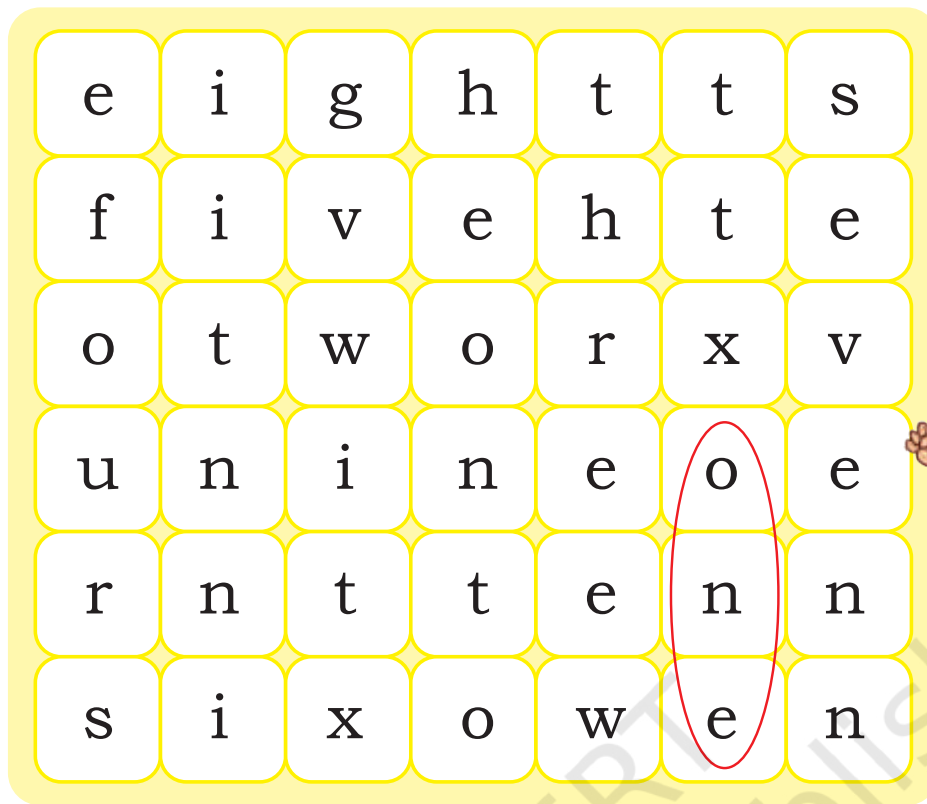 e i g h t t s
f i v e h t e
o t w o r x v
u n i n e o e
r n t t e n n
s i x o w e n